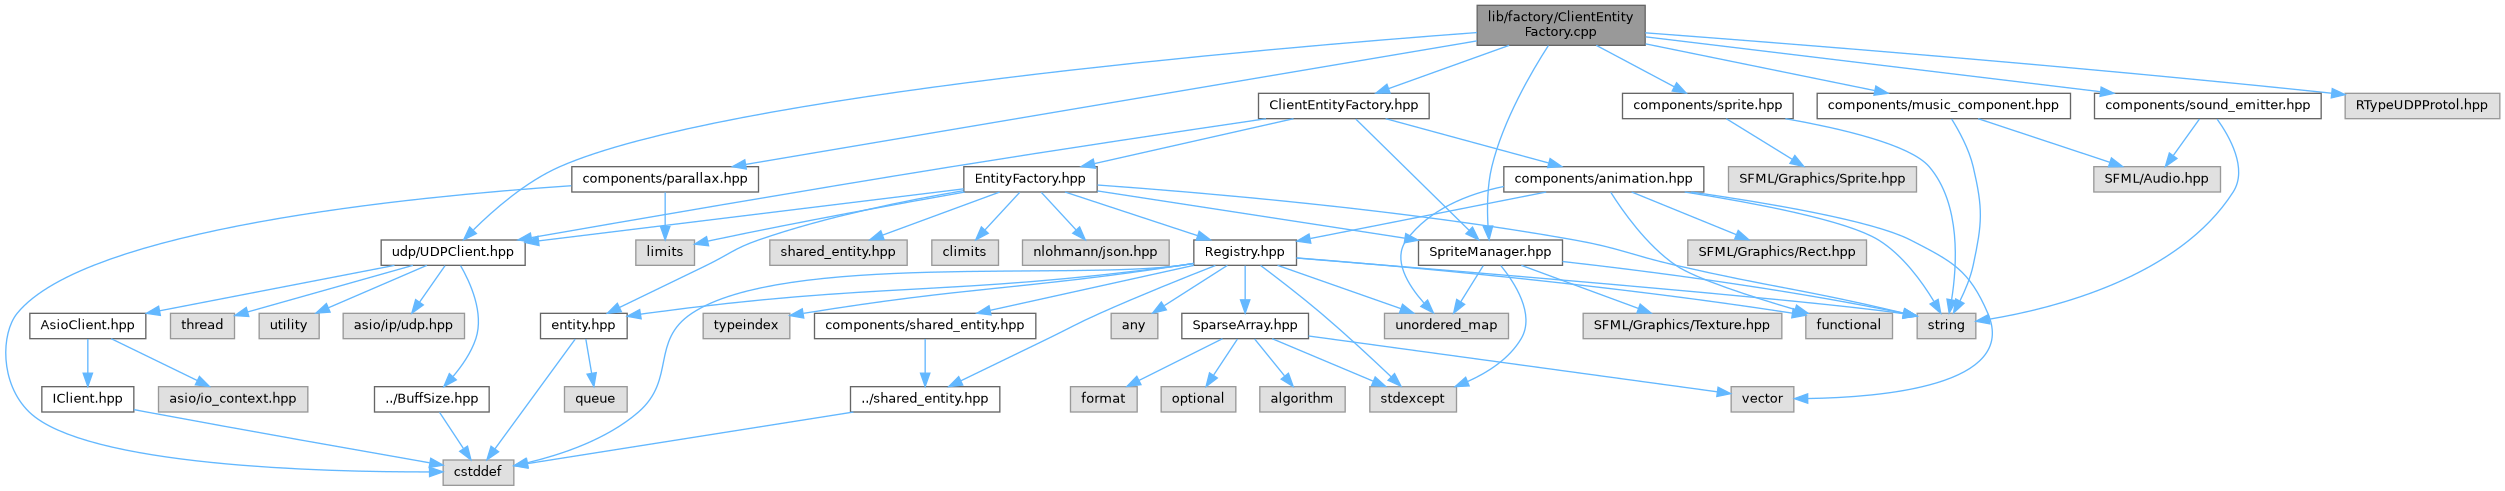 lib/factory/ClientEntity
Factory.cpp
ClientEntityFactory.hpp
components/sprite.hpp
components/music_component.hpp
components/sound_emitter.hpp
RTypeUDPProtol.hpp
components/parallax.hpp
EntityFactory.hpp
components/animation.hpp
SFML/Graphics/Sprite.hpp
SFML/Audio.hpp
udp/UDPClient.hpp
limits
shared_entity.hpp
climits
nlohmann/json.hpp
Registry.hpp
SpriteManager.hpp
SFML/Graphics/Rect.hpp
AsioClient.hpp
thread
utility
asio/ip/udp.hpp
entity.hpp
typeindex
components/shared_entity.hpp
any
SparseArray.hpp
unordered_map
SFML/Graphics/Texture.hpp
functional
string
IClient.hpp
asio/io_context.hpp
../BuffSize.hpp
queue
../shared_entity.hpp
format
optional
algorithm
stdexcept
vector
cstddef